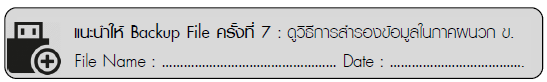 แนะนำให้ Backup File ครั้งที่ 7 : ดูวิธีการสำรองข้อมูลในภาคผนวก ข.
File Name : ................................................ Date : .....................................